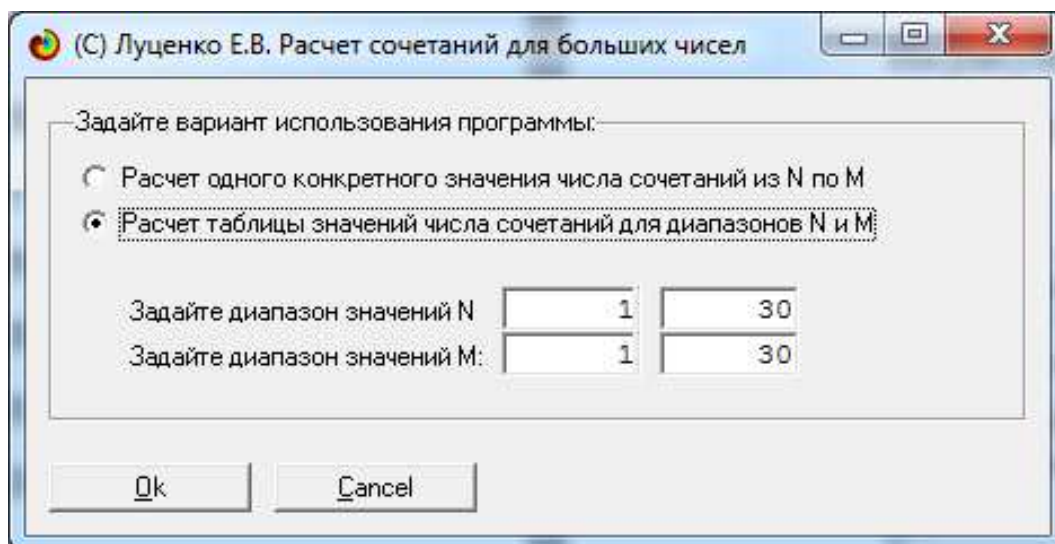 (С) Луценко Е.В. Расчет сочетаний для больших чисел
Задайте вариант использования программы:
Расчет одного конкретного значения числа сочетаний из N по M
Расчет таблицы значений числа сочетаний для диапазонов N и M
Задайте диапазон значений N 1 30
Задайте диапазон значений M: 1 30
Ok Cancel